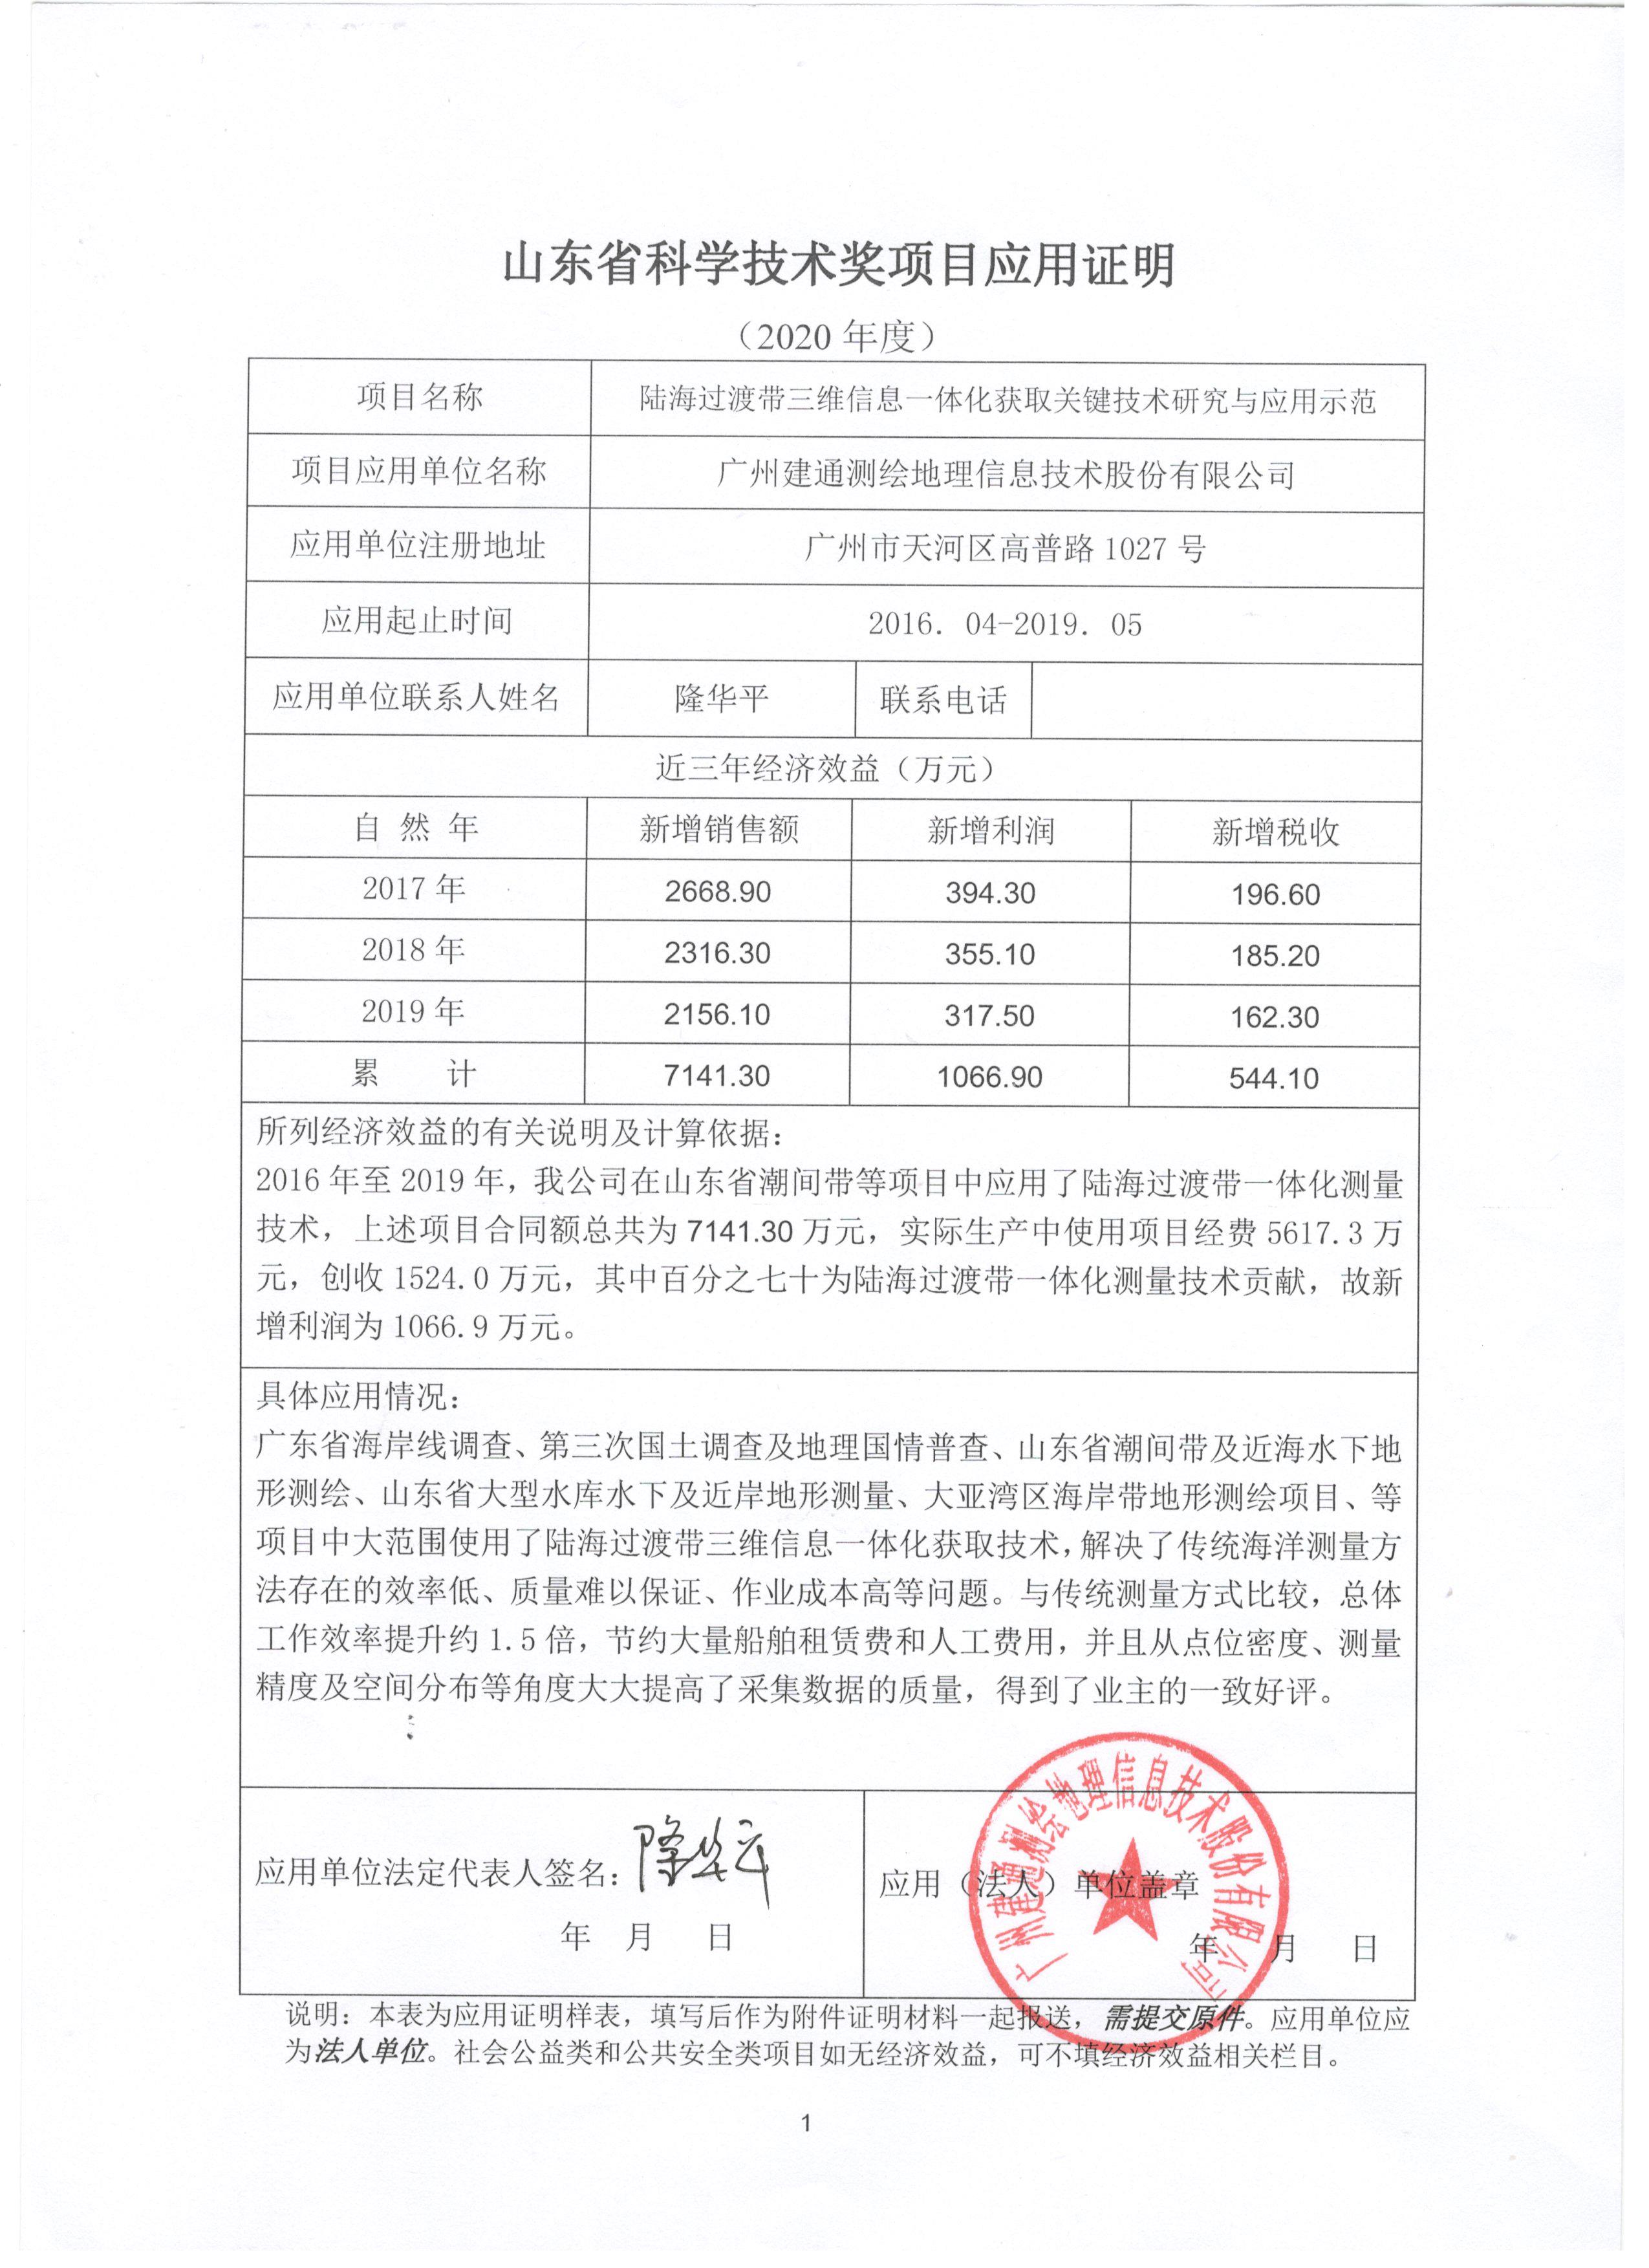 山东省科学技术奖项目应用证明
（2020 年度）
项目名称
陆海过渡带三维信息一体化获取关键技术研究与应用示范
项目应用单位名称
广州建通测绘地理信息技术股份有限公司
应用单位注册地址
广州市天河区高普路 1027 号
应用起止时间
2016. 04-2019. 05
应用单位联系人姓名
隆华平
联系电话
近三年经济效益（万元）
自 然 年
新增销售额
新增利润
新增税收
2017 年
2668.90
394.30
196.60
2018 年
2316.30
355.10
185.20
2019 年
2156.10
317.50
162.30
累 计
7141.30
1066.90
544.10
所列经济效益的有关说明及计算依据：
2016 年至 2019 年，我公司在山东省潮间带等项目中应用了陆海过渡带一体化测量
技术，上述项目合同额总共为 7141.30 万元，实际生产中使用项目经费 5617.3 万
元，创收 1524.0 万元，其中百分之七十为陆海过渡带一体化测量技术贡献，故新
增利润为 1066.9 万元。
具体应用情况：
广东省海岸线调查、第三次国土调查及地理国情普查、山东省潮间带及近海水下地
形测绘、山东省大型水库水下及近岸地形测量、大亚湾区海岸带地形测绘项目、等
项目中大范围使用了陆海过渡带三维信息一体化获取技术，解决了传统海洋测量方
法存在的效率低、质量难以保证、作业成本高等问题。与传统测量方式比较，总体
工作效率提升约 1.5 倍，节约大量船舶租赁费和人工费用，并且从点位密度、测量
精度及空间分布等角度大大提高了采集数据的质量，得到了业主的一致好评。
应用单位法定代表人签名：隆华平
年 月 日
应用（法人）单位盖章
年 月 日
广州建通测绘地理信息技术股份有限公司
说明：本表为应用证明样表，填写后作为附件证明材料一起报送，需提交原件。应用单位应
为法人单位。社会公益类和公共安全类项目如无经济效益，可不填经济效益相关栏目。
1